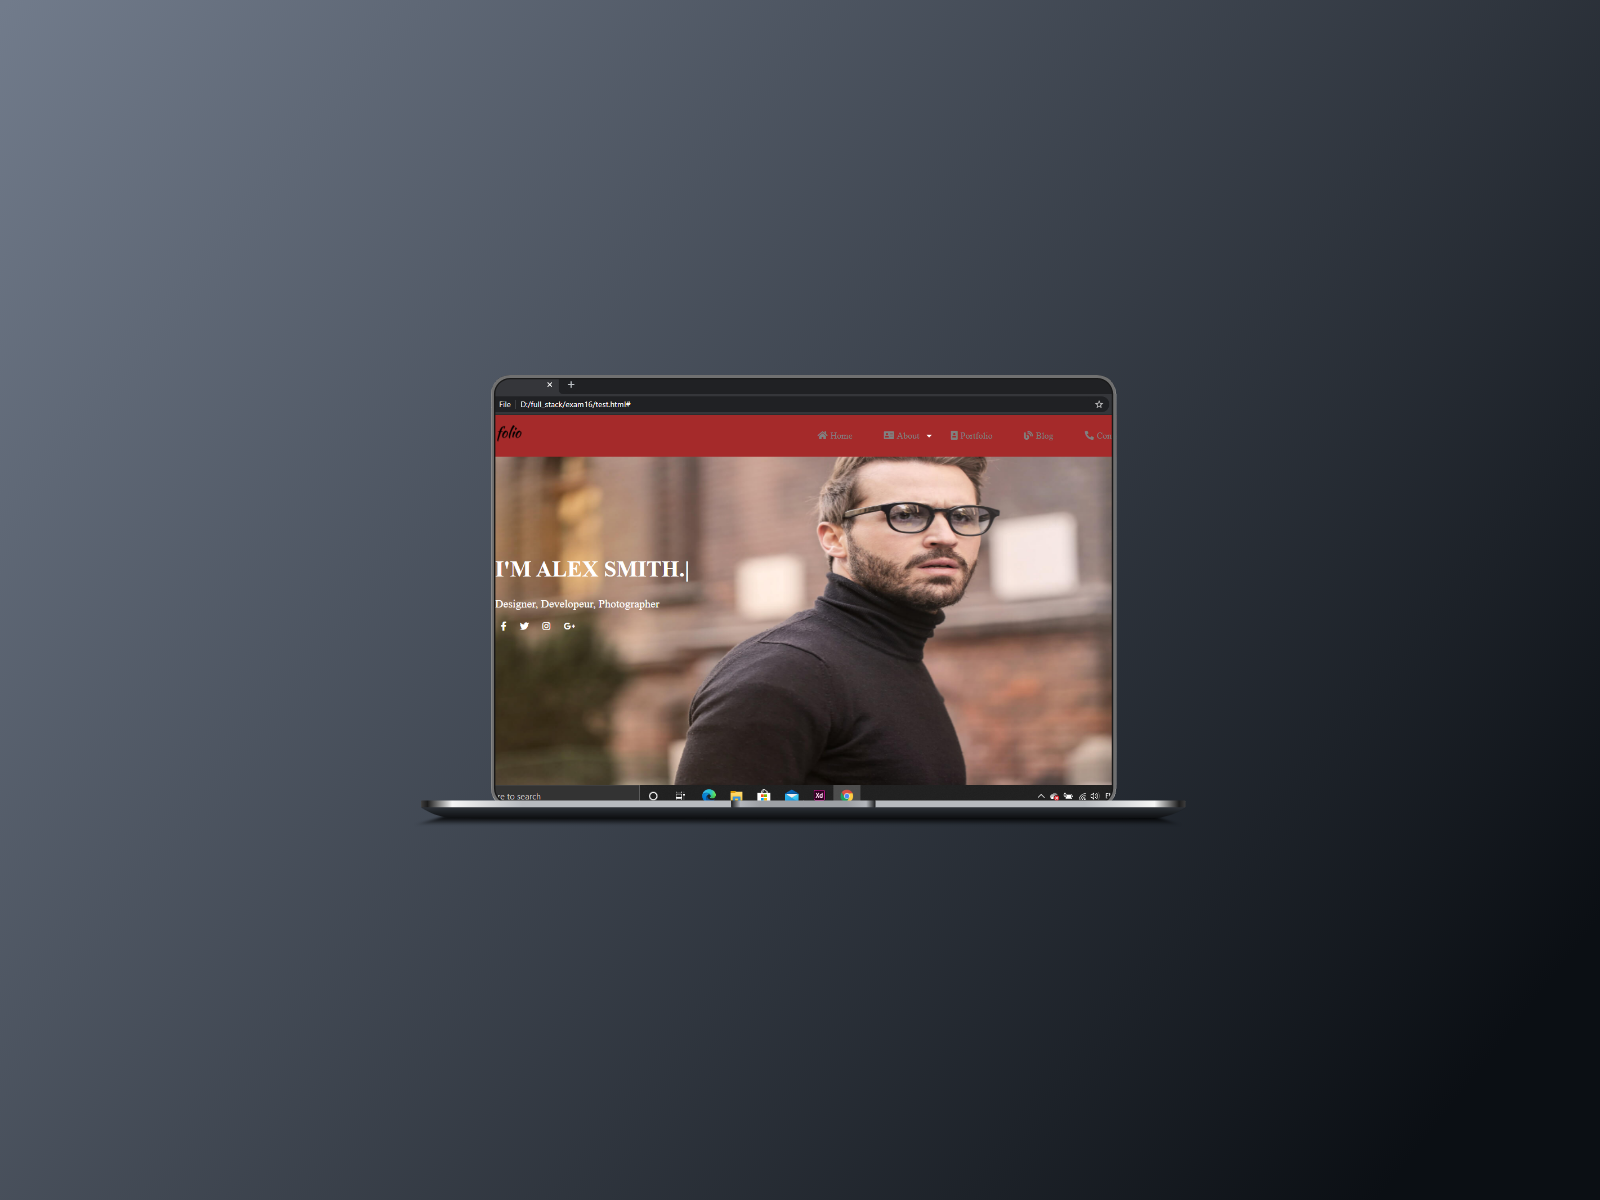 File D:/full_stack/exam16/test.html#
folio
Home About Portfolio Blog Con
I'M ALEX SMITH.|
Designer, Developeur, Photographer
G+
re to search
Xd